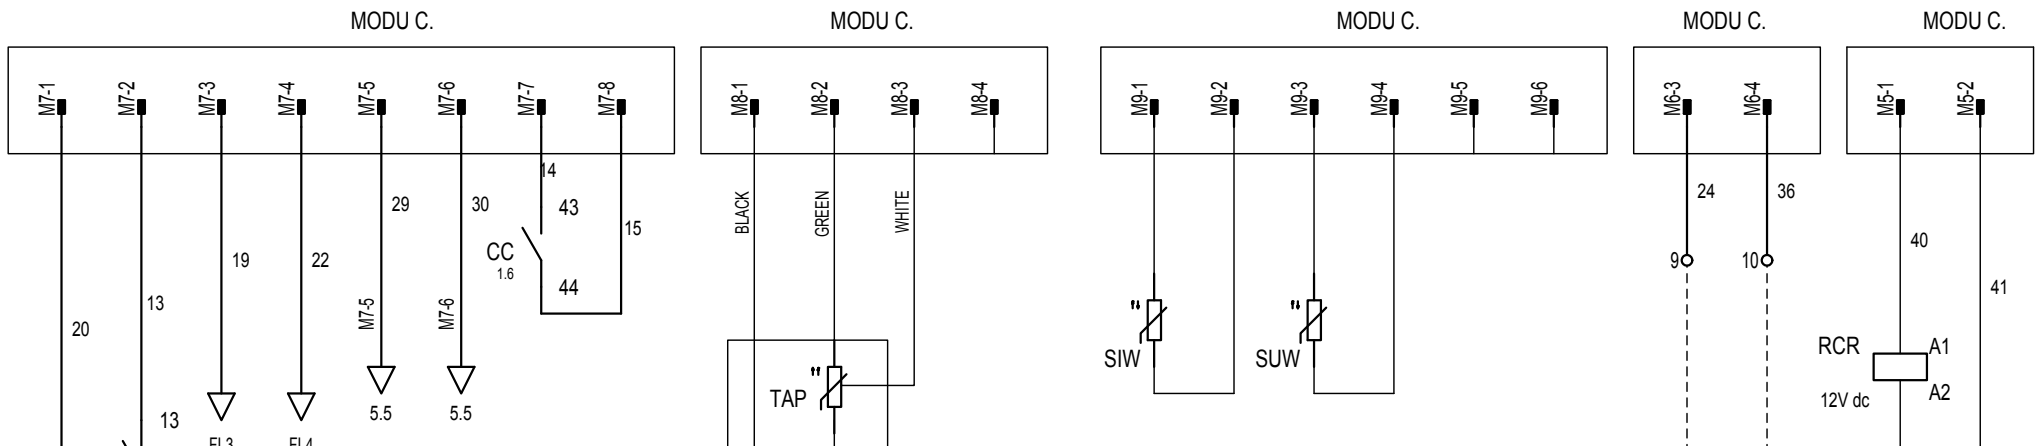 MODU C. MODU C. MODU C. MODU C. MODU C.
M7-1 M7-2 M7-3 M7-4 M7-5 M7-6 M7-7 M7-8 M8-1 M8-2 M8-3 M8-4 M9-1 M9-2 M9-3 M9-4 M9-5 M9-6 M6-3 M6-4 M5-1 M5-2
14
29 30 43 15 BLACK GREEN WHITE 24 36
19 22 CC 9 10 40
1.6
44
13 M7-5 M7-6 41
20
SIW SUW RCR A1
TAP A2
5.5 5.5 12V dc
13